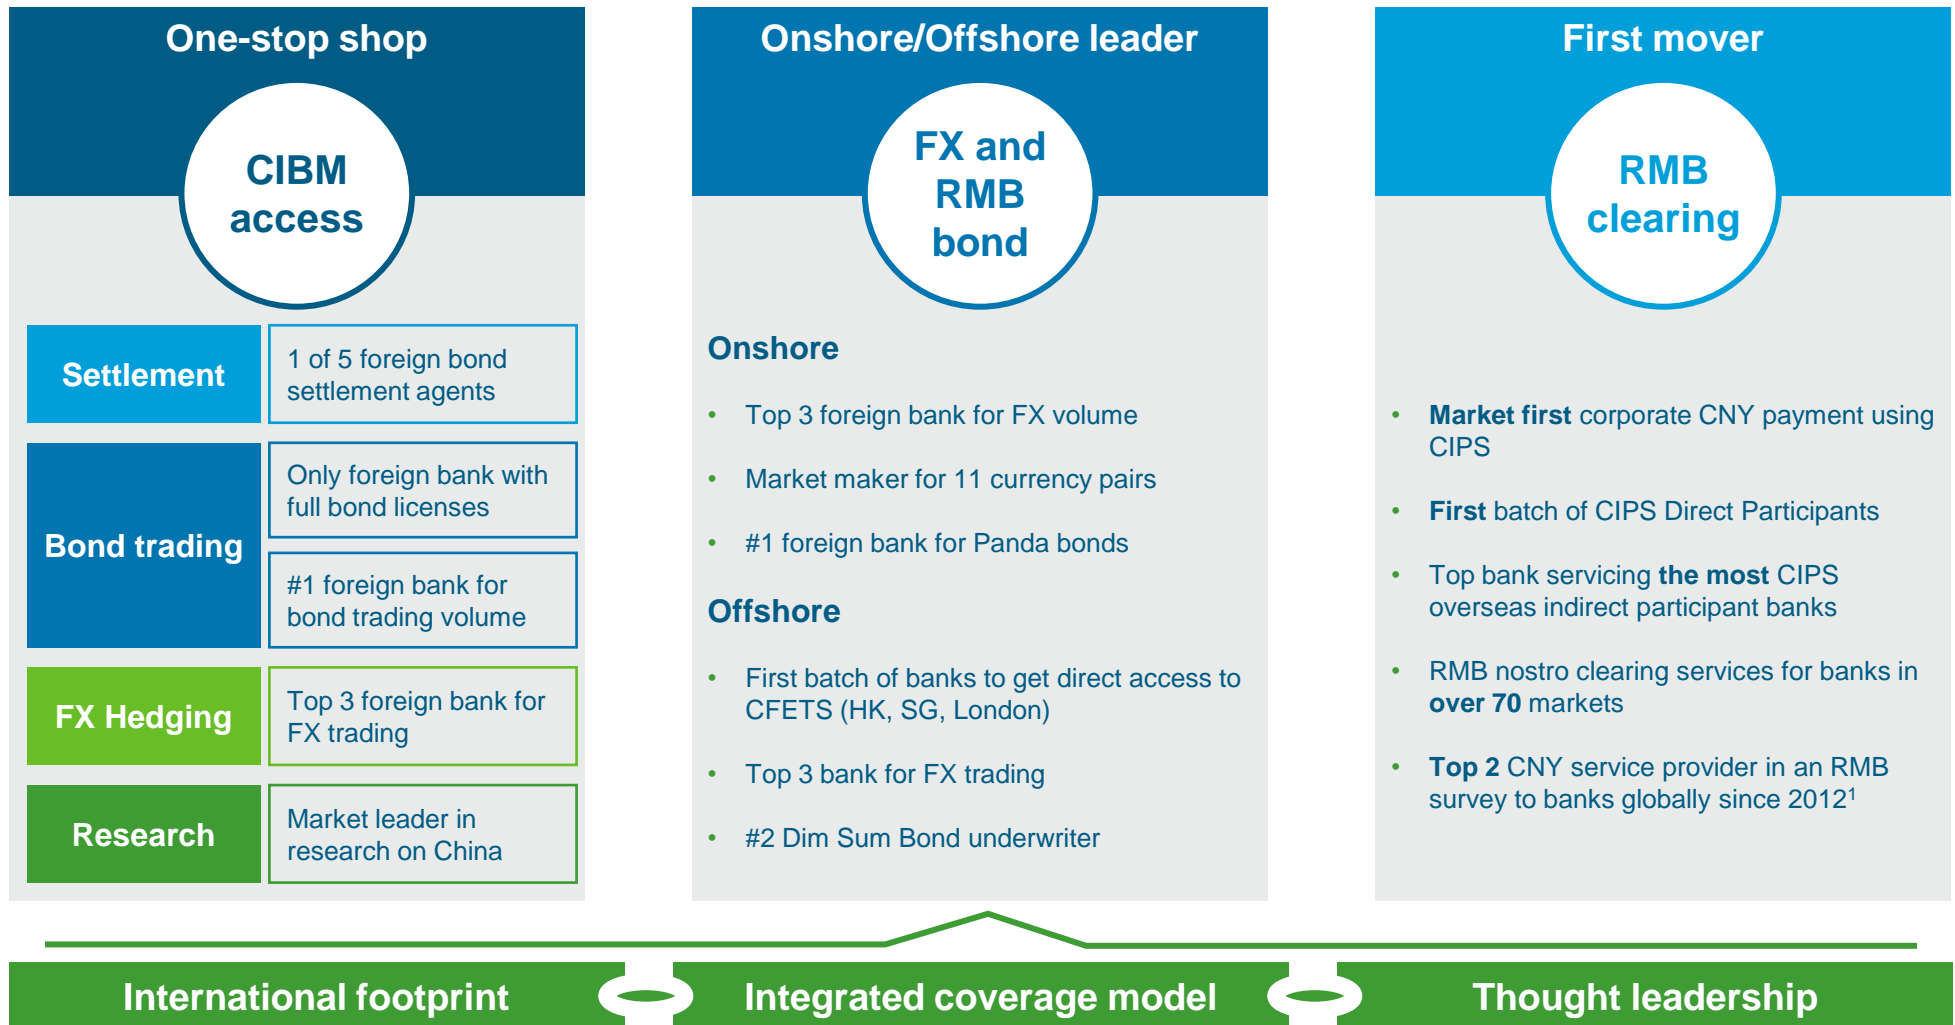 One-stop shop
CIBM
access
Settlement
1 of 5 foreign bond
settlement agents
Bond trading
Only foreign bank with
full bond licenses
#1 foreign bank for
bond trading volume
FX Hedging
Top 3 foreign bank for
FX trading
Research
Market leader in
research on China
Onshore/Offshore leader
FX and
RMB
bond
Onshore
• Top 3 foreign bank for FX volume
• Market maker for 11 currency pairs
• #1 foreign bank for Panda bonds
Offshore
• First batch of banks to get direct access to
CFETS (HK, SG, London)
• Top 3 bank for FX trading
• #2 Dim Sum Bond underwriter
First mover
RMB
clearing
• Market first corporate CNY payment using
CIPS
• First batch of CIPS Direct Participants
• Top bank servicing the most CIPS
overseas indirect participant banks
• RMB nostro clearing services for banks in
over 70 markets
• Top 2 CNY service provider in an RMB
survey to banks globally since 2012¹
International footprint
Integrated coverage model
Thought leadership